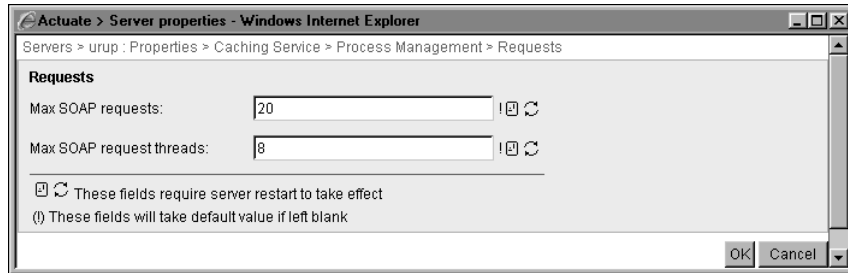 Actuate > Server properties - Windows Internet Explorer
Servers > urup : Properties > Caching Service > Process Management > Requests
Requests
Max SOAP requests: 20 !
Max SOAP request threads: 8 !
These fields require server restart to take effect
(!) These fields will take default value if left blank
OK Cancel